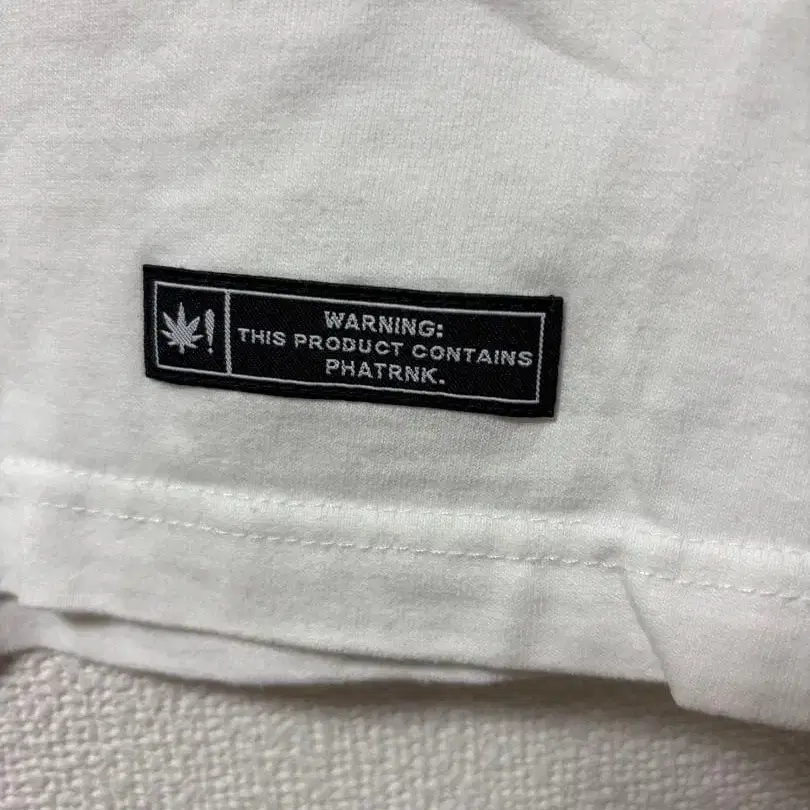 !
WARNING:
THIS PRODUCT CONTAINS
PHATRNK.